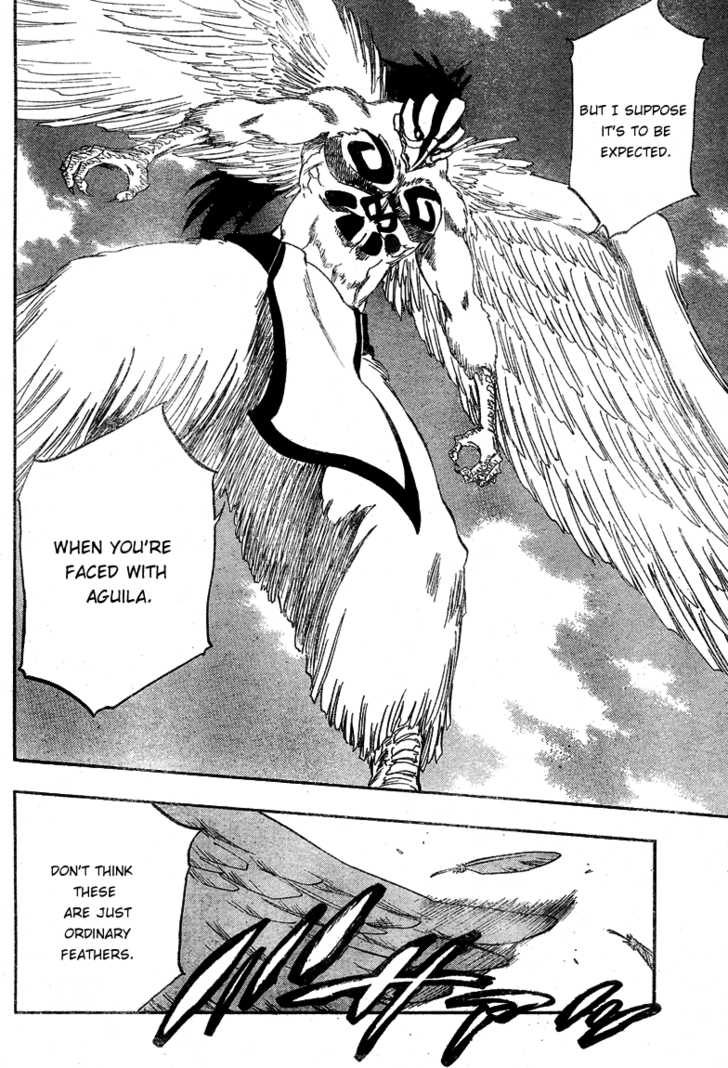 BUT I SUPPOSE
IT'S TO BE
EXPECTED.
WHEN YOU'RE
FACED WITH
AGUILA.
DON'T THINK
THESE
ARE JUST
ORDINARY
FEATHERS.